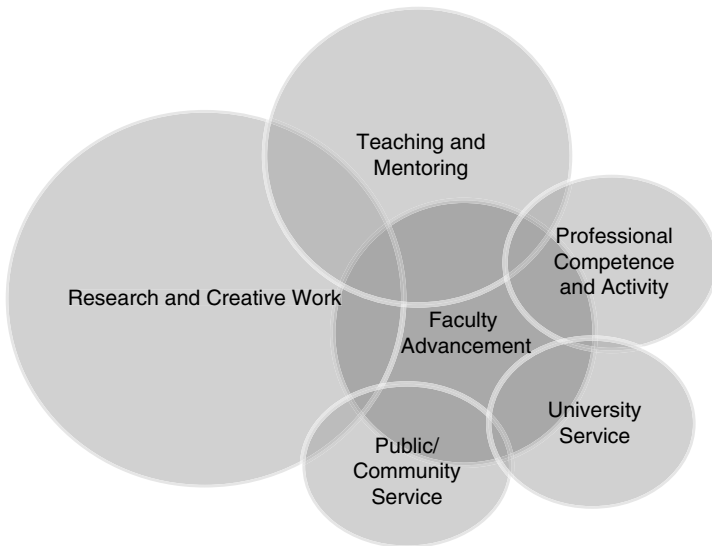 Teaching and
Mentoring
Professional
Competence
and Activity
Research and Creative Work
Faculty
Advancement
University
Service
Public/
Community
Service